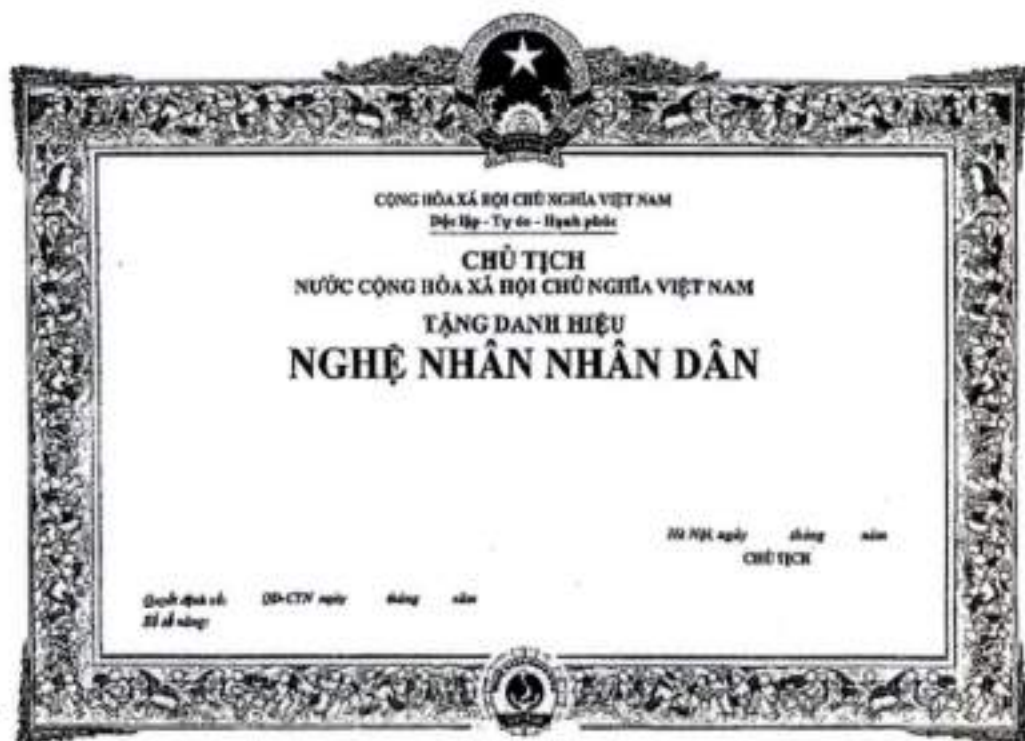 CỘNG HÒA XÃ HỘI CHỦ NGHĨA VIỆT NAM
Độc lập - Tự do - Hạnh phúc
CHỦ TỊCH
NƯỚC CỘNG HÒA XÃ HỘI CHỦ NGHĨA VIỆT NAM
TẶNG DANH HIỆU
NGHỆ NHÂN NHÂN DÂN
Hà Nội, ngày tháng năm
CHỦ TỊCH
Quyết định số: QĐ-CTN ngày tháng năm
Số sổ vàng: